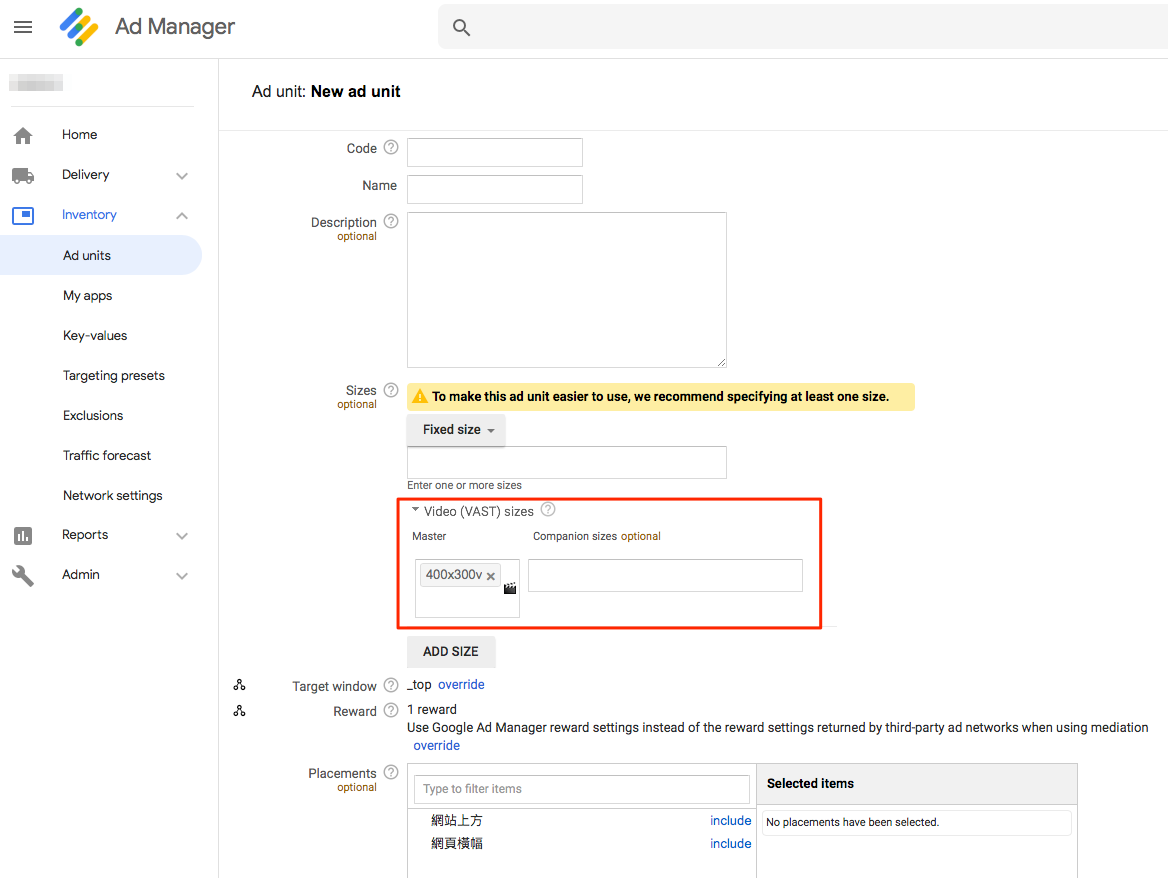 Ad Manager
Home
Delivery
Inventory
Ad units
My apps
Key-values
Targeting presets
Exclusions
Traffic forecast
Network settings
Reports
Admin
Ad unit: New ad unit
Code
Name
Description
optional
Sizes
optional
To make this ad unit easier to use, we recommend specifying at least one size.
Fixed size
Enter one or more sizes
Video (VAST) sizes
Master
Companion sizes optional
400x300v
ADD SIZE
Target window
_top override
Reward
1 reward
Use Google Ad Manager reward settings instead of the reward settings returned by third-party ad networks when using mediation
override
Placements
optional
Type to filter items
Selected items
網站上方 include
No placements have been selected.
網頁橫幅 include